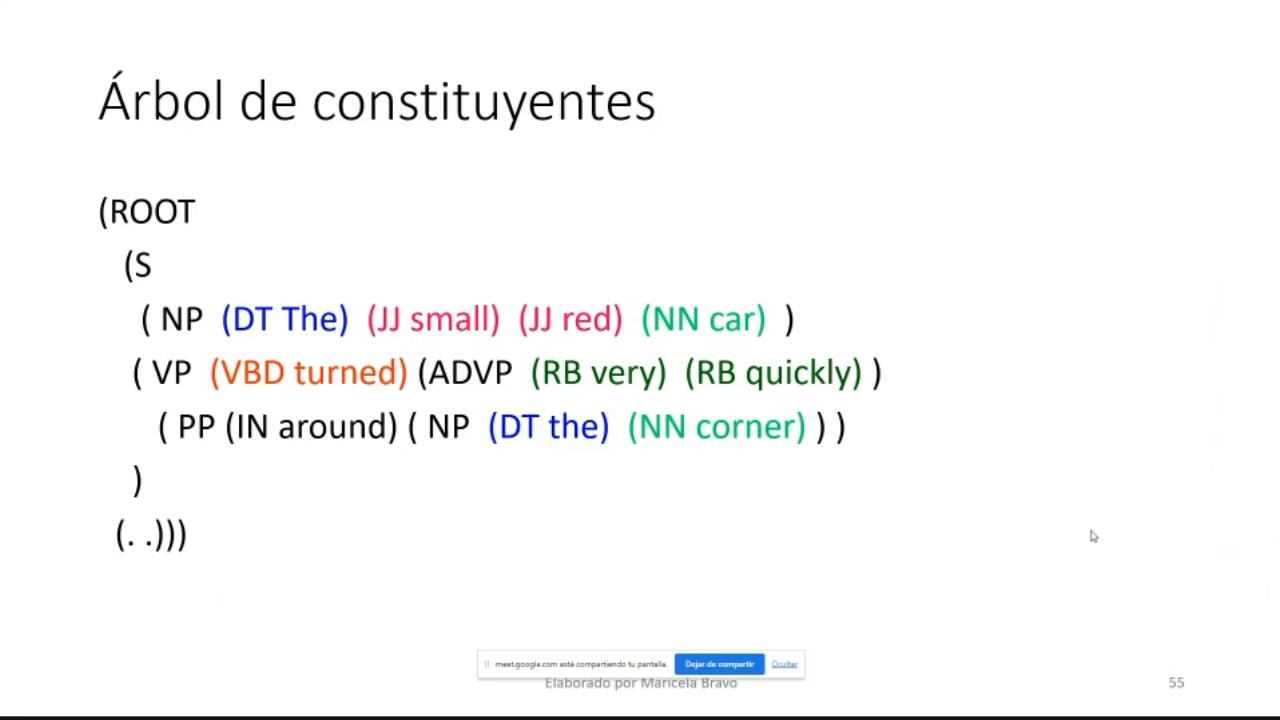 Árbol de constituyentes
(ROOT
(S
( NP (DT The) (JJ small) (JJ red) (NN car) )
( VP (VBD turned) (ADVP (RB very) (RB quickly) )
( PP (IN around) ( NP (DT the) (NN corner) ) )
)
(. .)))
meet.google.com está compartiendo tu pantalla. Dejar de compartir Ocultar
Elaborado por Maricela Bravo 55